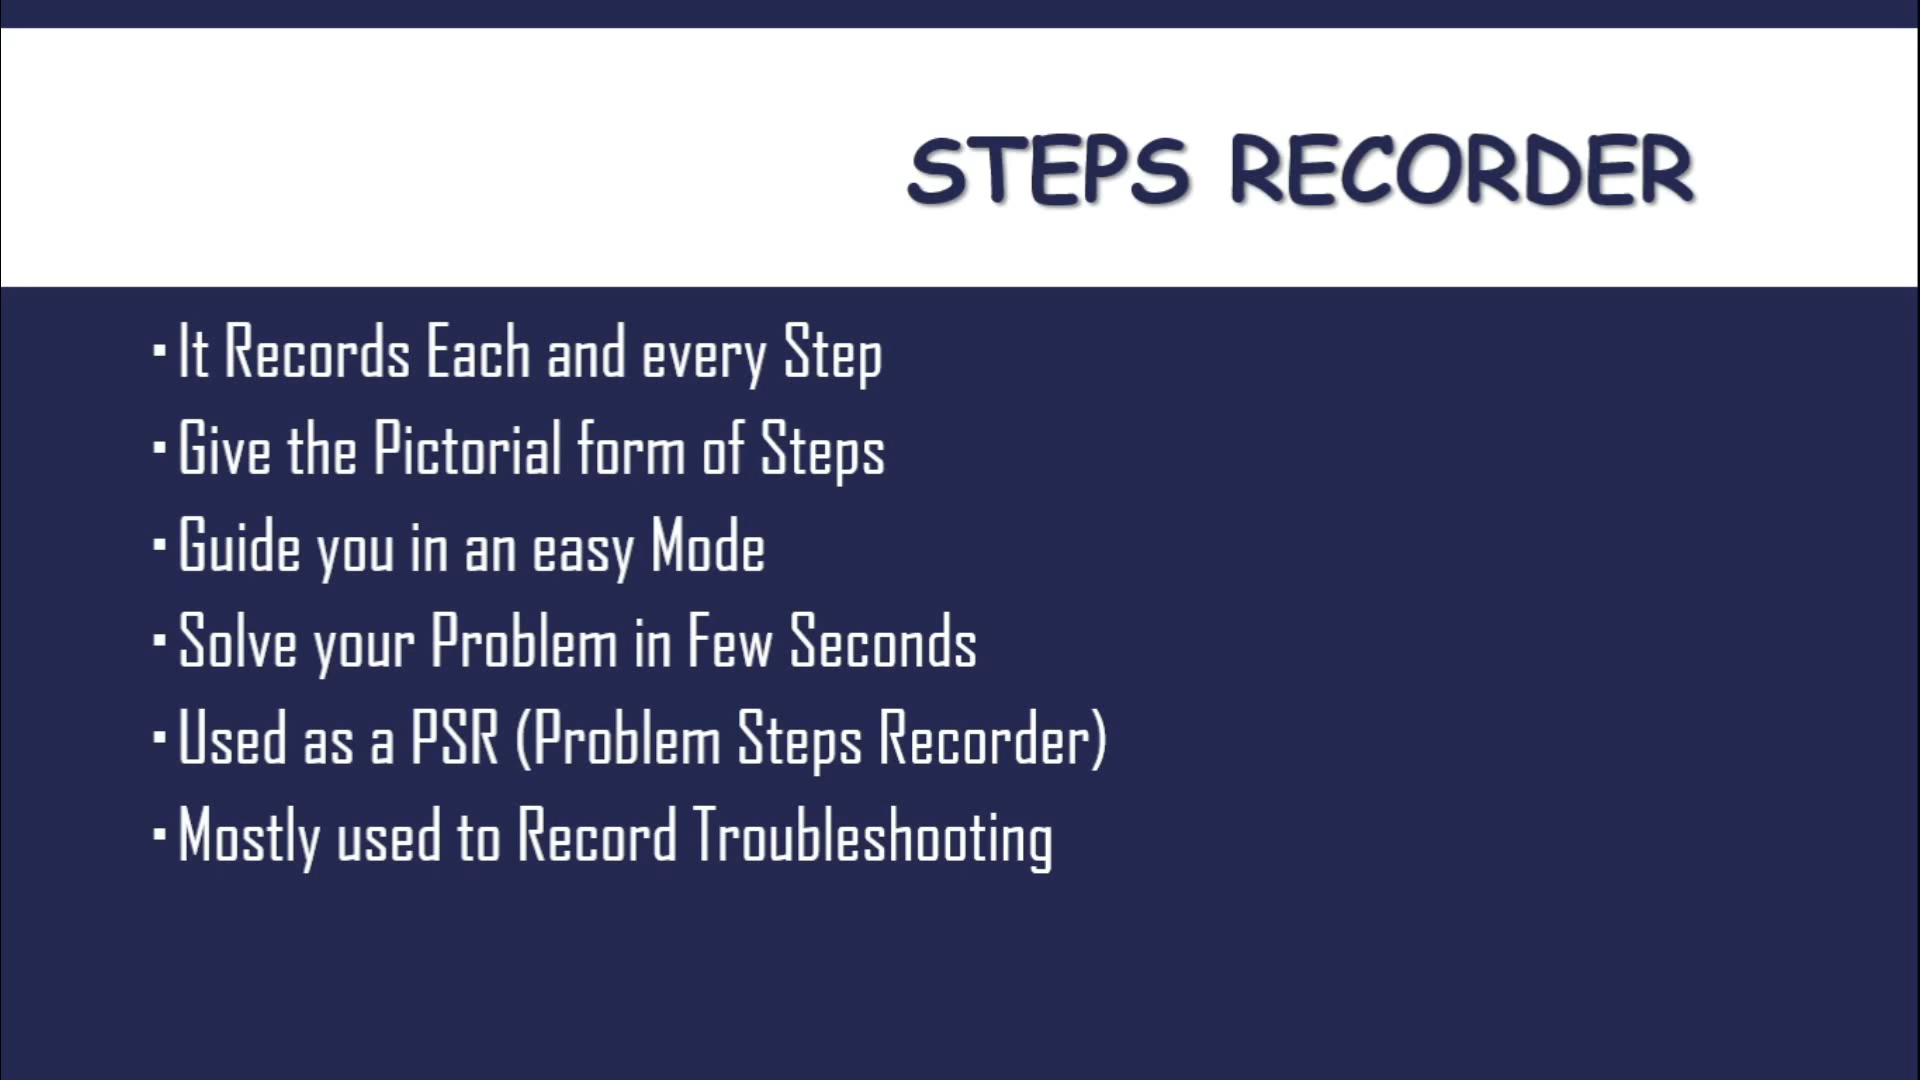 STEPS RECORDER
▪ It Records Each and every Step
▪ Give the Pictorial form of Steps
▪ Guide you in an easy Mode
▪ Solve your Problem in Few Seconds
▪ Used as a PSR (Problem Steps Recorder)
▪ Mostly used to Record Troubleshooting